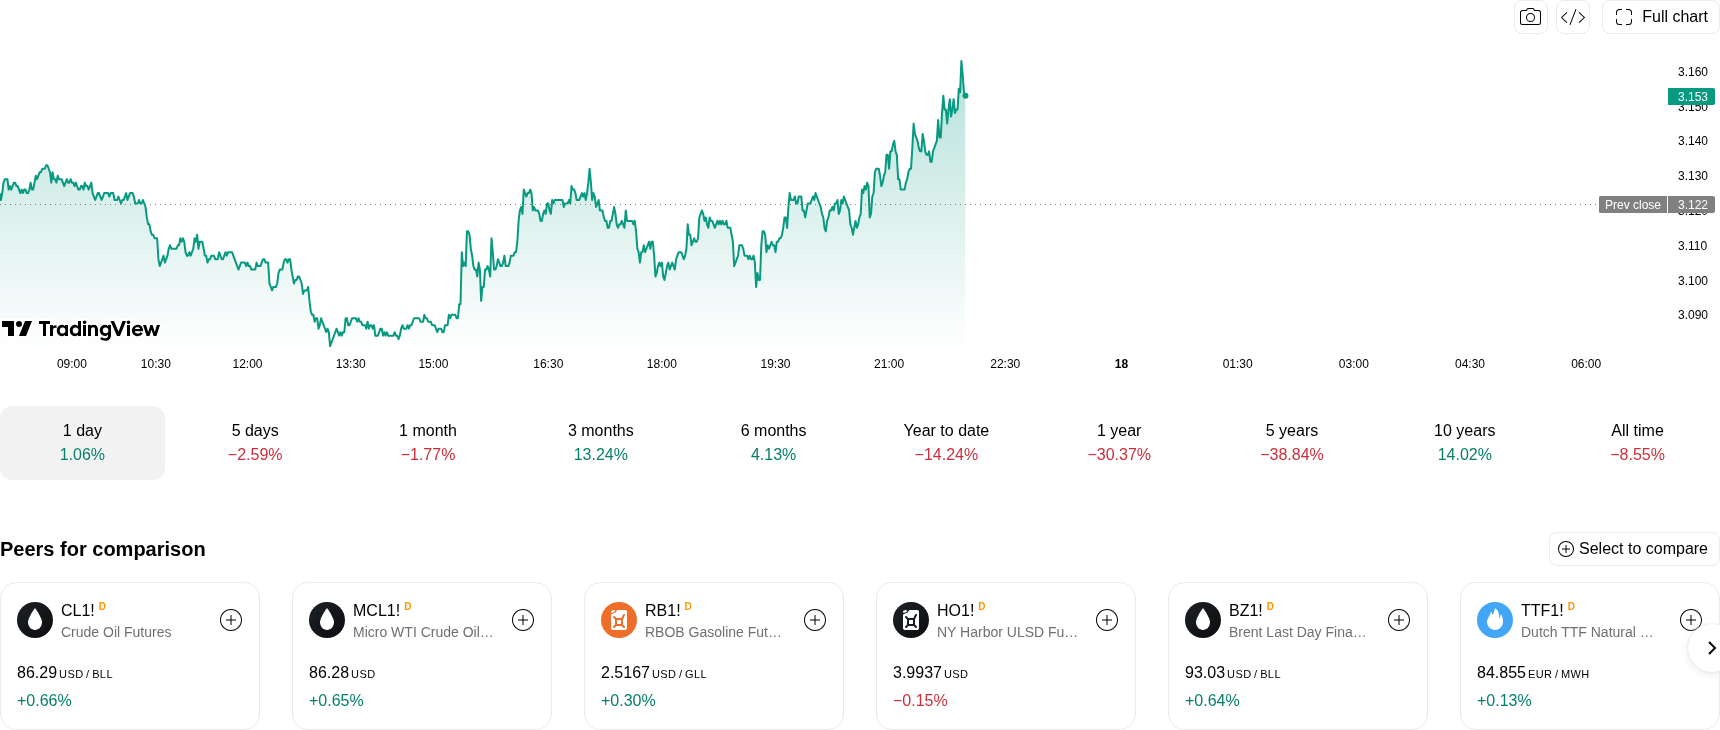 Full chart
3.160
3.153
3.150
3.140
3.130
Prev close 3.122
3.120
3.110
3.100
3.090
TradingView
09:00 10:30 12:00 13:30 15:00 16:30 18:00 19:30 21:00 22:30 18 01:30 03:00 04:30 06:00
1 day 5 days 1 month 3 months 6 months Year to date 1 year 5 years 10 years All time
1.06% −2.59% −1.77% 13.24% 4.13% −14.24% −30.37% −38.84% 14.02% −8.55%
Peers for comparison
Select to compare
CL1! D
Crude Oil Futures
86.29 USD / BLL
+0.66%
MCL1! D
Micro WTI Crude Oil…
86.28 USD
+0.65%
RB1! D
RBOB Gasoline Fut…
2.5167 USD / GLL
+0.30%
HO1! D
NY Harbor ULSD Fu…
3.9937 USD
−0.15%
BZ1! D
Brent Last Day Fina…
93.03 USD / BLL
+0.64%
TTF1! D
Dutch TTF Natural …
84.855 EUR / MWH
+0.13%